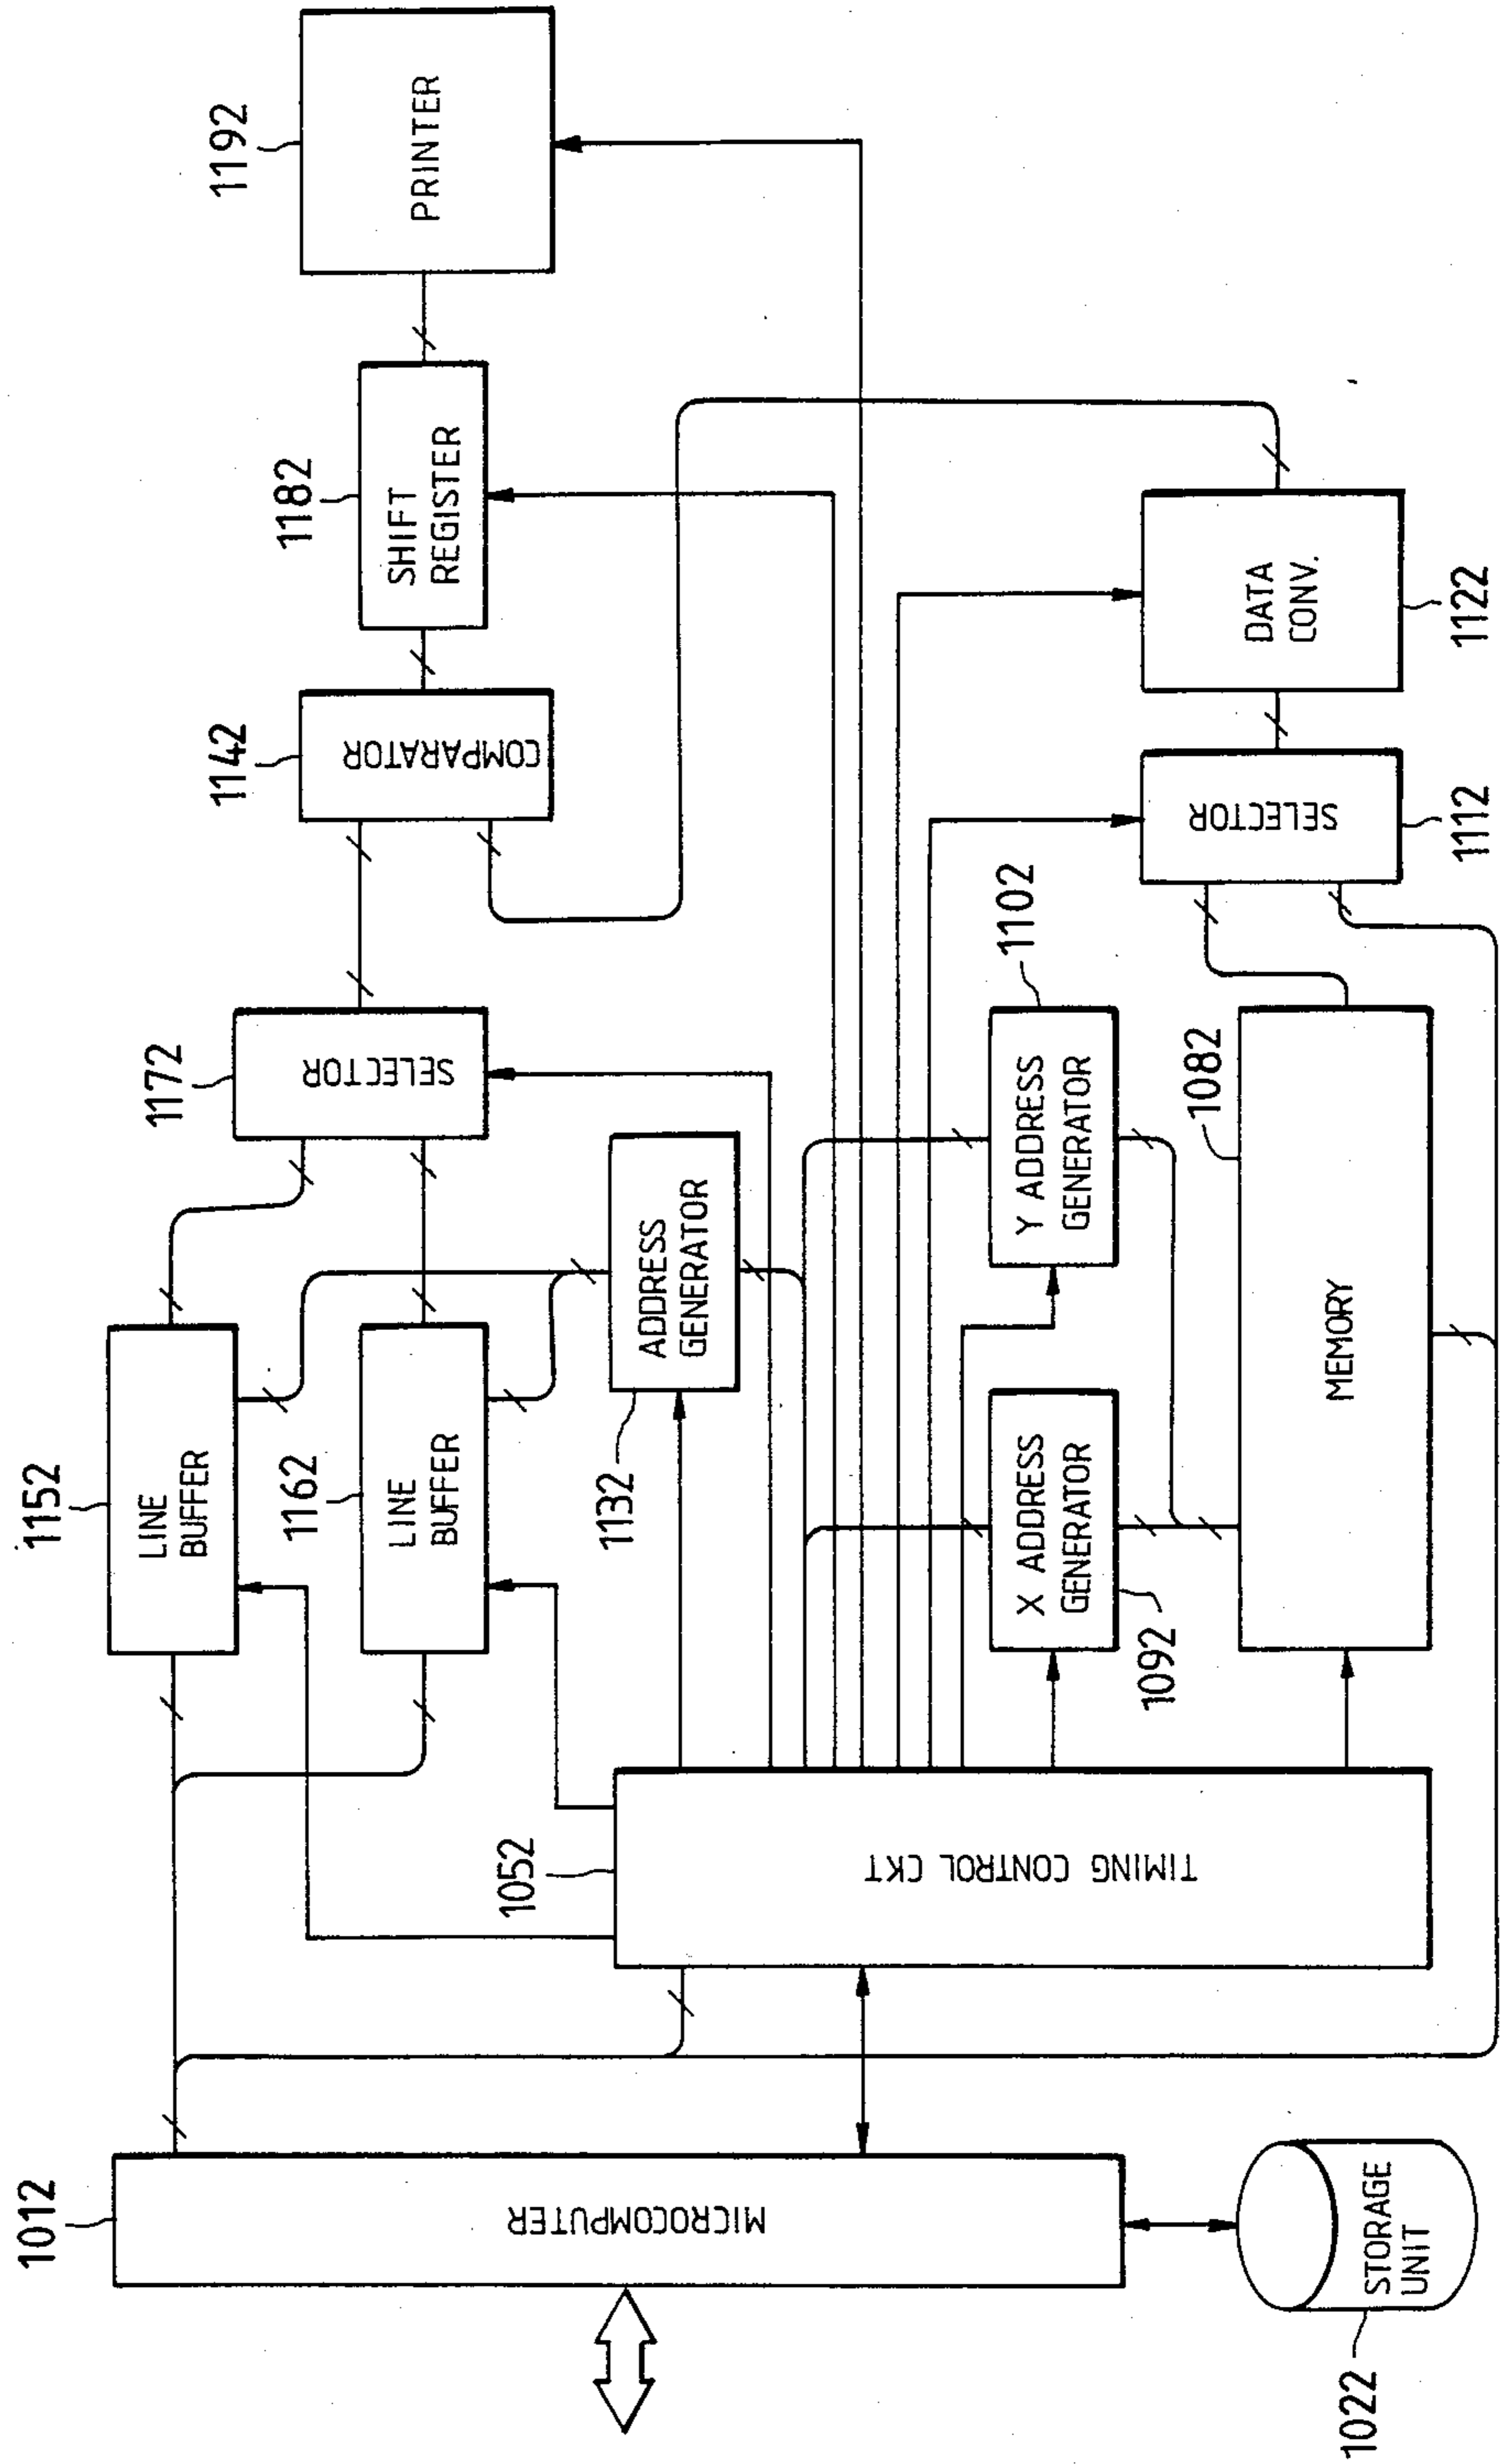 1152
LINE
BUFFER
1172
SELECTOR
1142
COMPARATOR
1182
SHIFT
REGISTER
1192
PRINTER
1012
MICROCOMPUTER
1162
LINE
BUFFER
1052
TIMING CONTROL CKT
1132
ADDRESS
GENERATOR
1092
X ADDRESS
GENERATOR
1102
Y ADDRESS
GENERATOR
1082
MEMORY
SELECTOR
1112
DATA
CONV.
1122
STORAGE
UNIT
1022